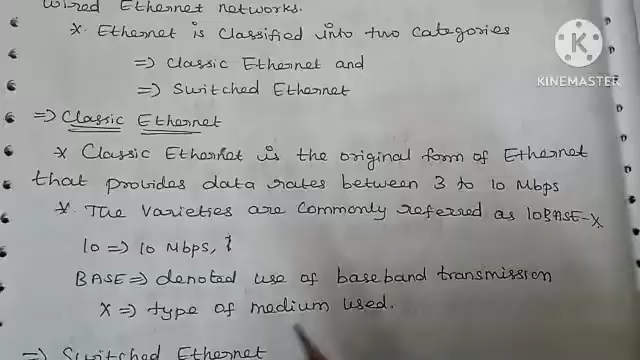 wired Ethernet networks.
* Ethernet is classified into two categories
=> Classic Ethernet and
=> Switched Ethernet
=> Classic Ethernet
* Classic Ethernet is the original form of Ethernet
that provides data rates between 3 to 10 Mbps
* The varieties are commonly referred as 10BASE-X
10 => 10 Mbps,
BASE => denoted use of baseband transmission
X => type of medium used.
=> Switched Ethernet
K
KINEMASTER